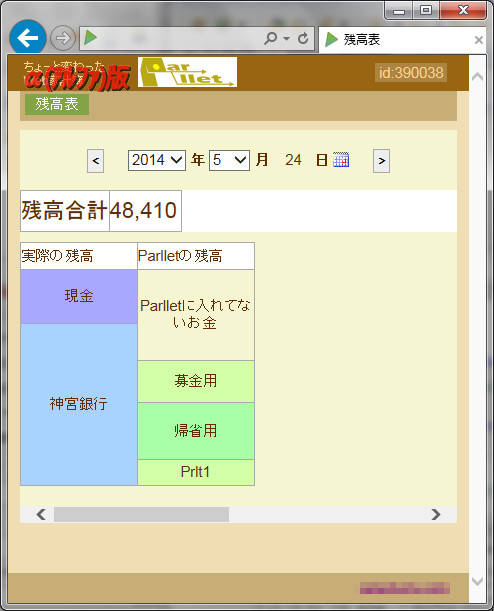 残高表
ちょっと変わった
α(アルファ)版
Parllet
id:390038
残高表
< 2014 年 5 月 24 日 >
残高合計 48,410
実際の残高 Parlletの残高
現金
Parlletに入れてな
いお金
募金用
神宮銀行
帰省用
Prlt1